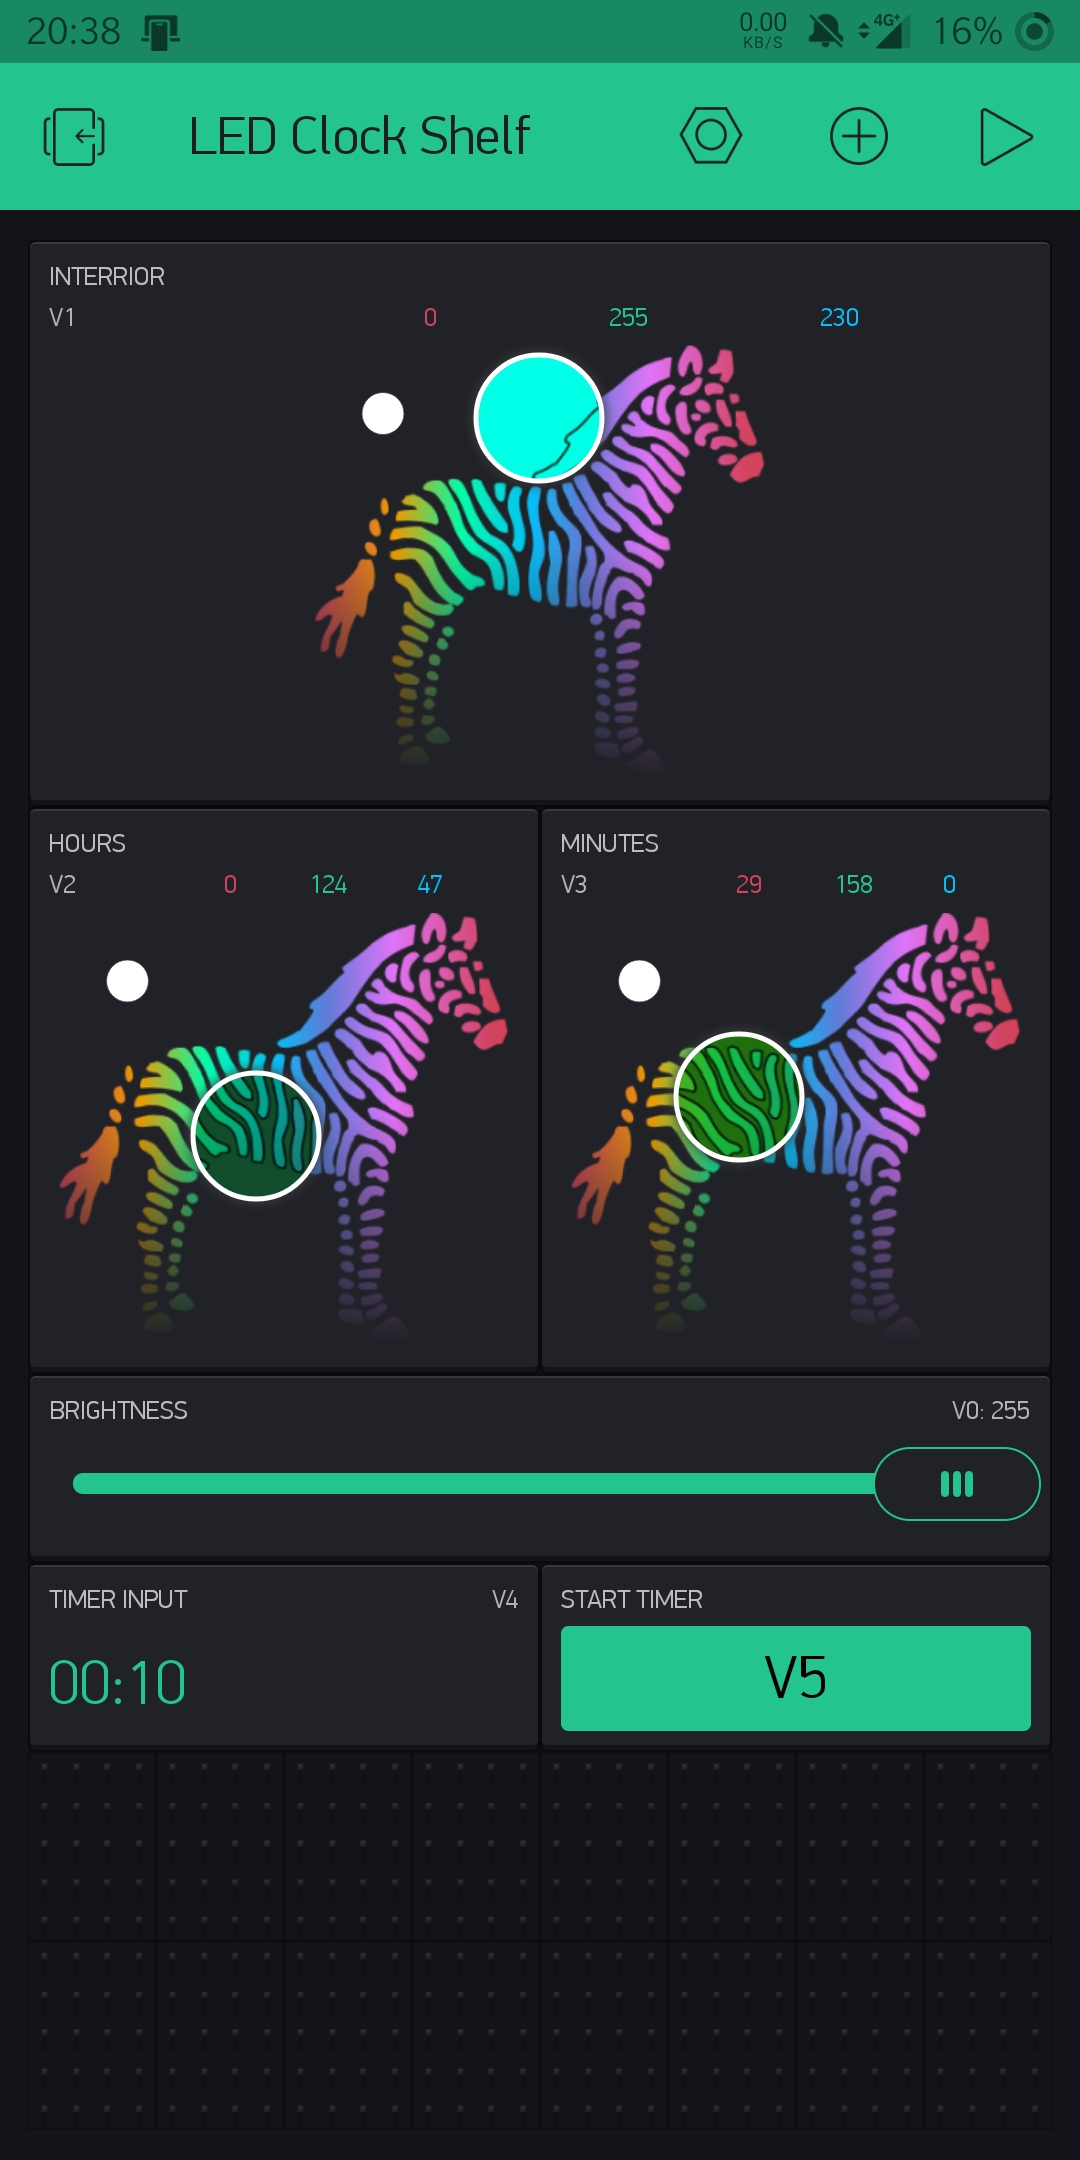 20:38 0.00 KB/S 4G+ 16%
LED Clock Shelf
INTERRIOR
V1 0 255 230
HOURS
V2 0 124 47
MINUTES
V3 29 158 0
BRIGHTNESS V0: 255
TIMER INPUT V4
00:10
START TIMER
V5